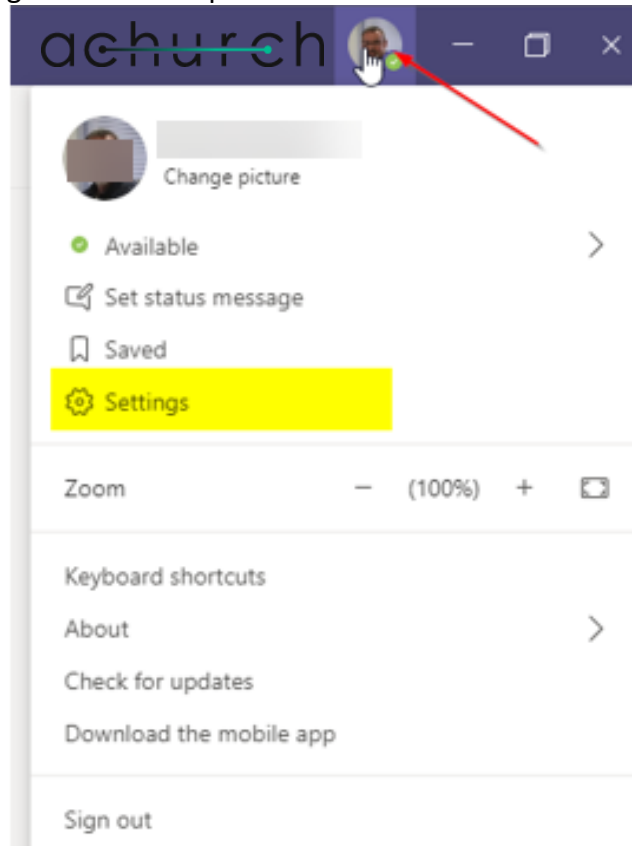 achurch
Change picture
Available
Set status message
Saved
Settings
Zoom - (100%) +
Keyboard shortcuts
About
Check for updates
Download the mobile app
Sign out